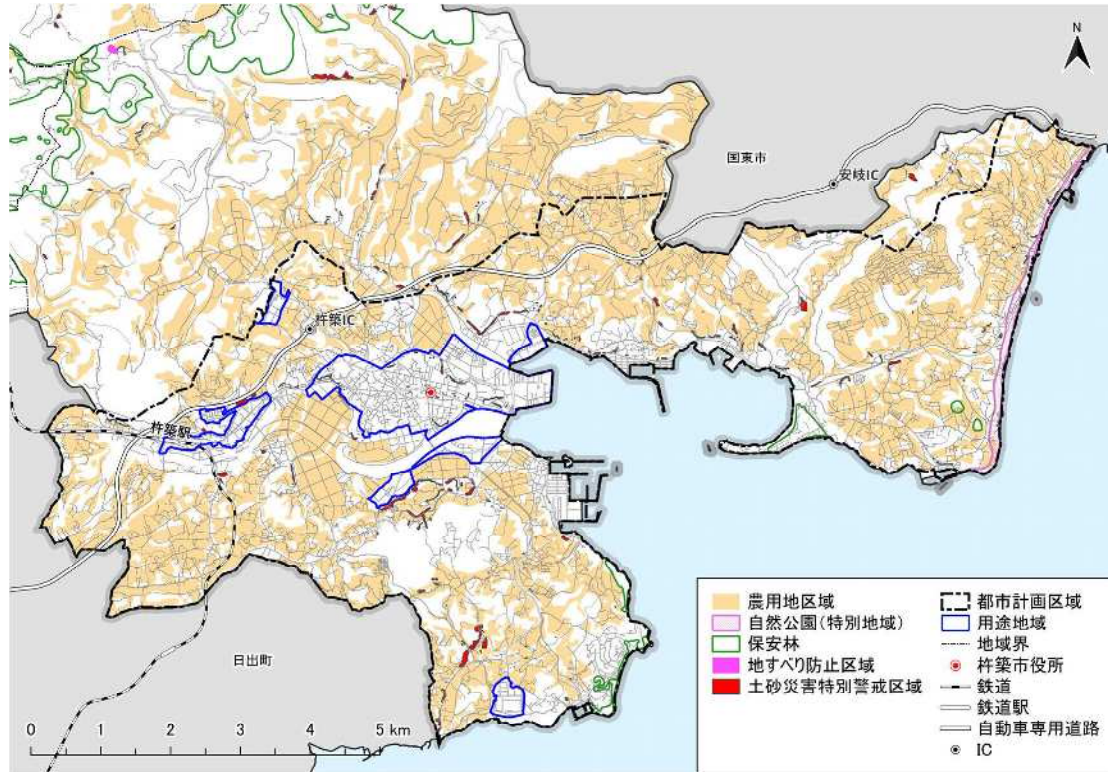 N
国東市
安岐IC
杵築IC
杵築駅
日出町
0 1 2 3 4 5 km
農用地区域
自然公園(特別地域)
保安林
地すべり防止区域
土砂災害特別警戒区域
都市計画区域
用途地域
地域界
杵築市役所
鉄道
鉄道駅
自動車専用道路
IC